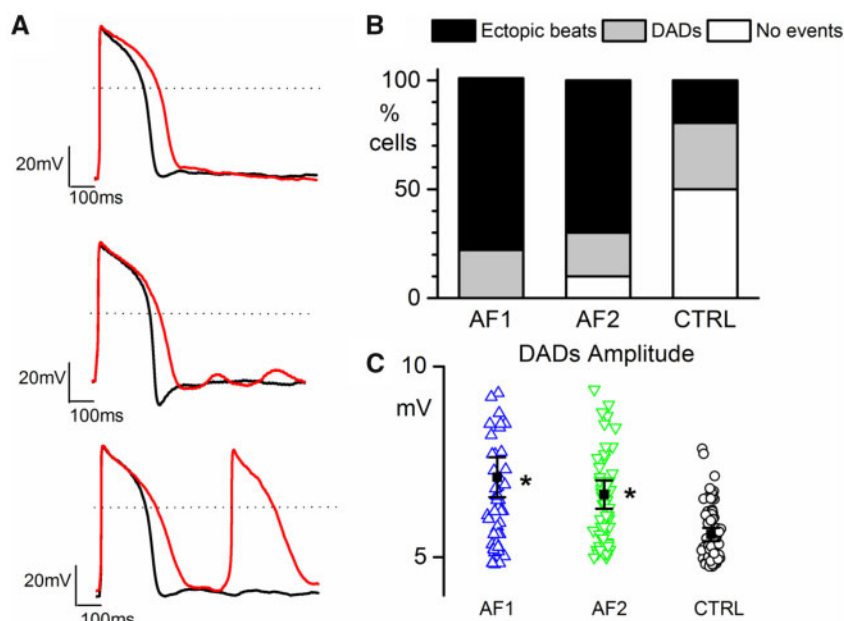 A
20mV
100ms
20mV
100ms
20mV
100ms
B
Ectopic beats DADs No events
100
%
cells
50
0
AF1 AF2 CTRL
C
DADs Amplitude
10
mV
* *
5
AF1 AF2 CTRL